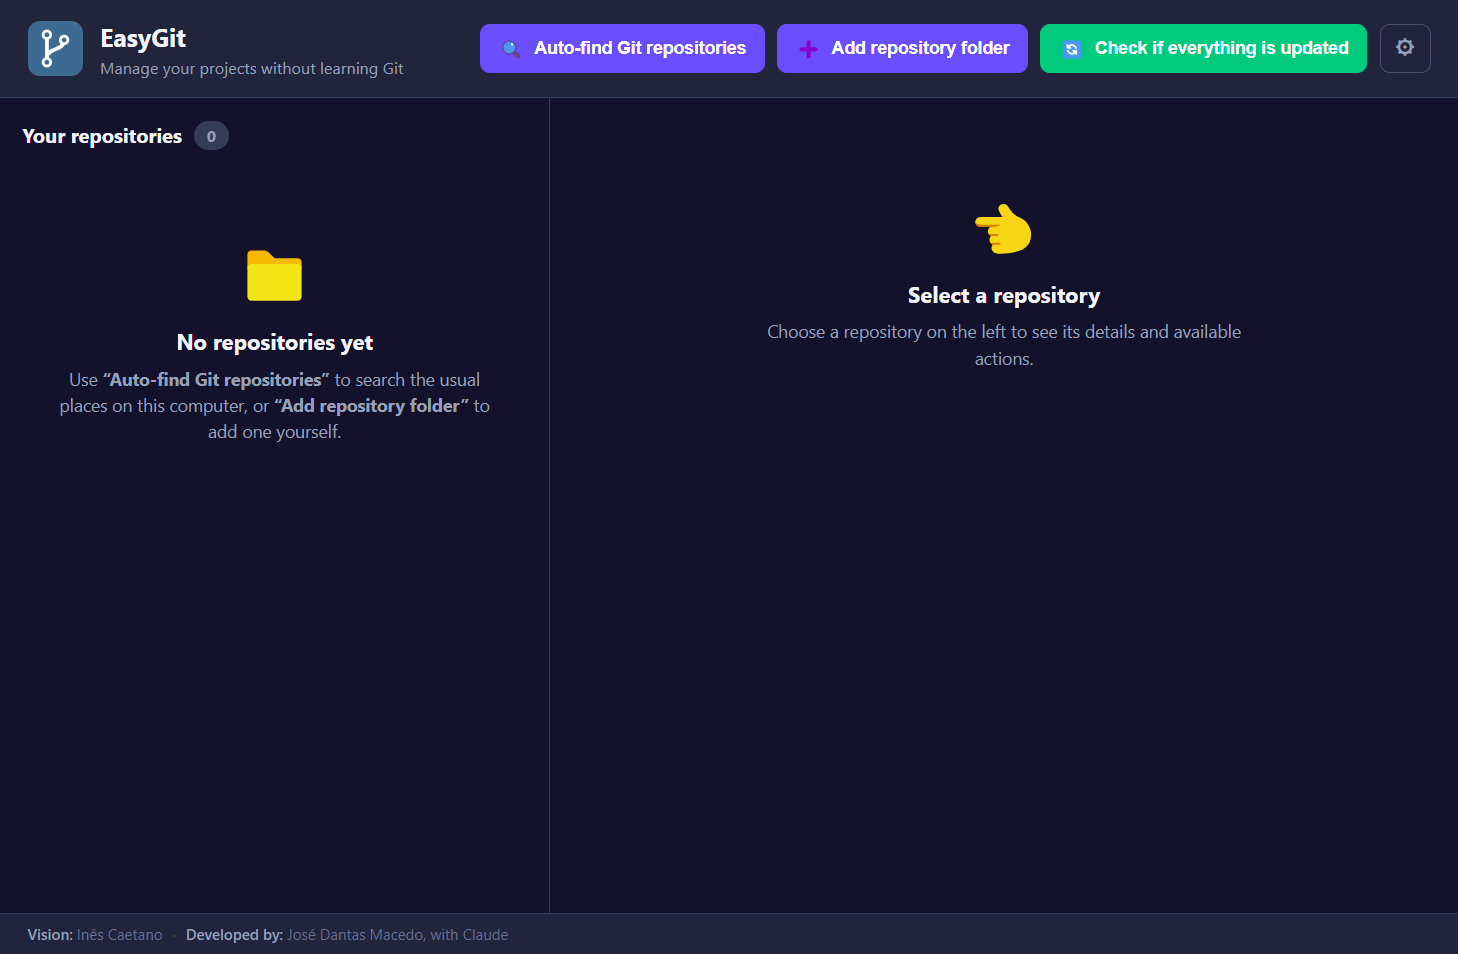 EasyGit
Manage your projects without learning Git
Auto-find Git repositories
Add repository folder
Check if everything is updated
Your repositories 0
No repositories yet
Use “Auto-find Git repositories” to search the usual
places on this computer, or “Add repository folder” to
add one yourself.
Select a repository
Choose a repository on the left to see its details and available
actions.
Vision: Inês Caetano · Developed by: José Dantas Macedo, with Claude